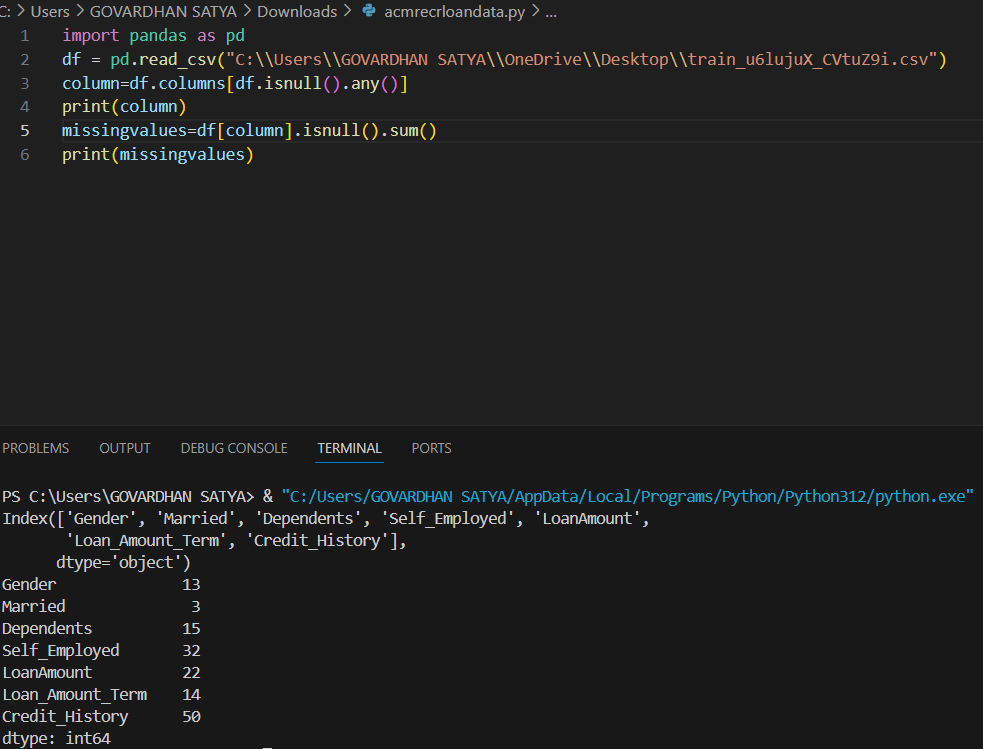 C: > Users > GOVARDHAN SATYA > Downloads > acmrecrloandata.py > ...
1 import pandas as pd
2 df = pd.read_csv("C:\\Users\\GOVARDHAN SATYA\\OneDrive\\Desktop\\train_u6lujuX_CVtuZ9i.csv")
3 column=df.columns[df.isnull().any()]
4 print(column)
5 missingvalues=df[column].isnull().sum()
6 print(missingvalues)
PROBLEMS OUTPUT DEBUG CONSOLE TERMINAL PORTS
PS C:\Users\GOVARDHAN SATYA> & "C:/Users/GOVARDHAN SATYA/AppData/Local/Programs/Python/Python312/python.exe"
Index(['Gender', 'Married', 'Dependents', 'Self_Employed', 'LoanAmount',
       'Loan_Amount_Term', 'Credit_History'],
      dtype='object')
Gender              13
Married              3
Dependents          15
Self_Employed       32
LoanAmount          22
Loan_Amount_Term    14
Credit_History      50
dtype: int64